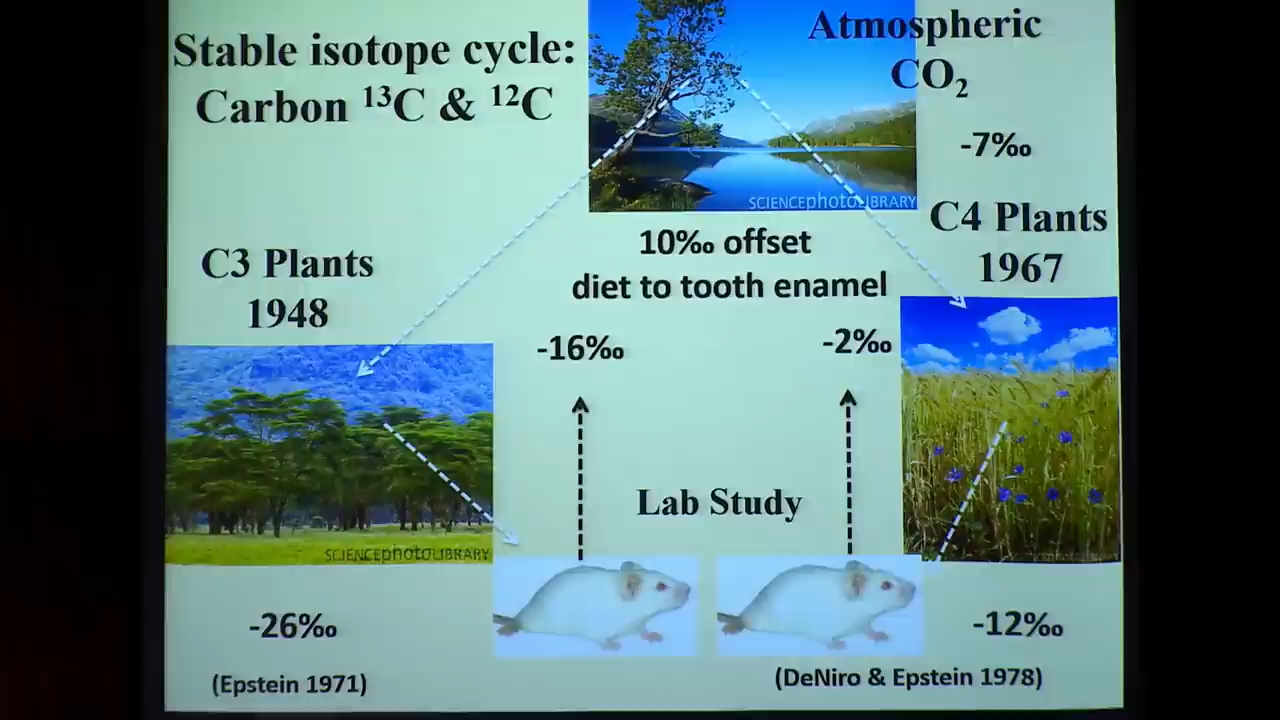 Stable isotope cycle:
Carbon ¹³C & ¹²C
Atmospheric
CO₂
-7‰
SCIENCEphotoLIBRARY
C4 Plants
1967
10‰ offset
diet to tooth enamel
C3 Plants
1948
-16‰
-2‰
Lab Study
SCIENCEphotoLIBRARY
-26‰
-12‰
(Epstein 1971)
(DeNiro & Epstein 1978)